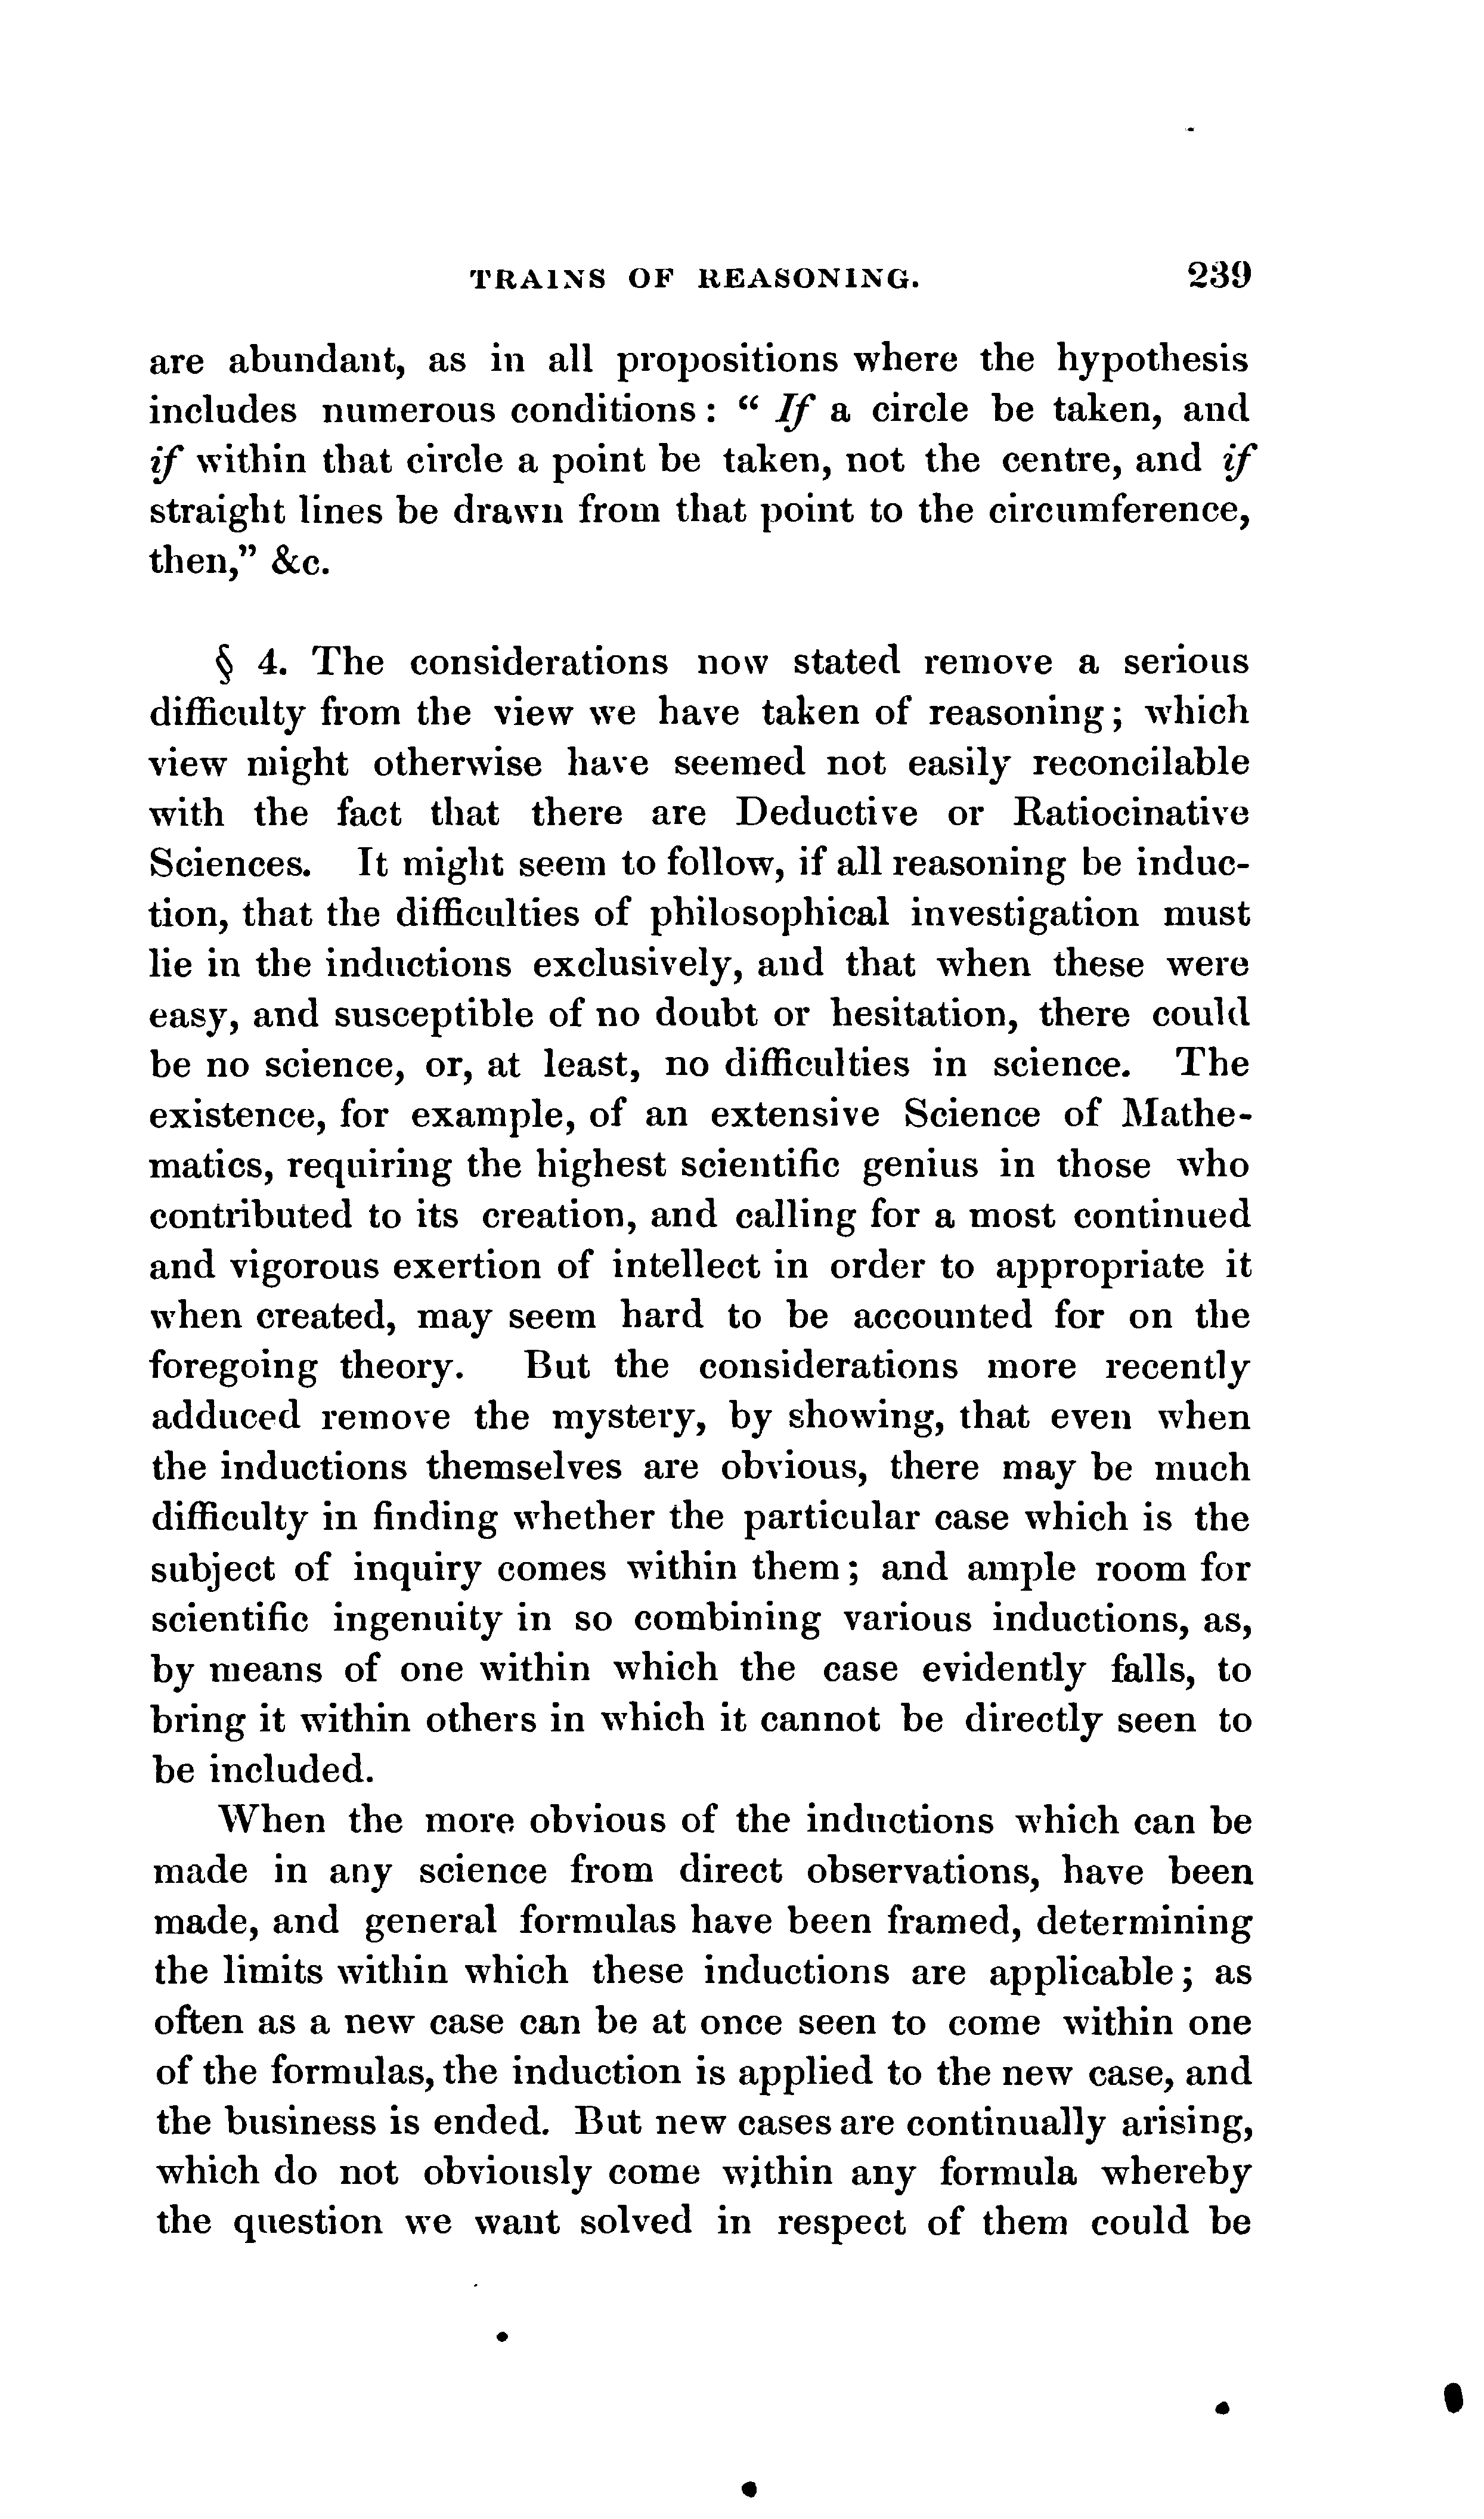 TRAINS OF REASONING. 239
are abundant, as in all propositions where the hypothesis
includes numerous conditions : “ If a circle be taken, and
if within that circle a point be taken, not the centre, and if
straight lines be drawn from that point to the circumference,
then,” &c.
§ 4. The considerations now stated remove a serious
difficulty from the view we have taken of reasoning; which
view might otherwise have seemed not easily reconcilable
with the fact that there are Deductive or Ratiocinative
Sciences. It might seem to follow, if all reasoning be induc-
tion, that the difficulties of philosophical investigation must
lie in the inductions exclusively, and that when these were
easy, and susceptible of no doubt or hesitation, there could
be no science, or, at least, no difficulties in science. The
existence, for example, of an extensive Science of Mathe-
matics, requiring the highest scientific genius in those who
contributed to its creation, and calling for a most continued
and vigorous exertion of intellect in order to appropriate it
when created, may seem hard to be accounted for on the
foregoing theory. But the considerations more recently
adduced remove the mystery, by showing, that even when
the inductions themselves are obvious, there may be much
difficulty in finding whether the particular case which is the
subject of inquiry comes within them; and ample room for
scientific ingenuity in so combining various inductions, as,
by means of one within which the case evidently falls, to
bring it within others in which it cannot be directly seen to
be included.
When the more obvious of the inductions which can be
made in any science from direct observations, have been
made, and general formulas have been framed, determining
the limits within which these inductions are applicable; as
often as a new case can be at once seen to come within one
of the formulas, the induction is applied to the new case, and
the business is ended. But new cases are continually arising,
which do not obviously come within any formula whereby
the question we want solved in respect of them could be